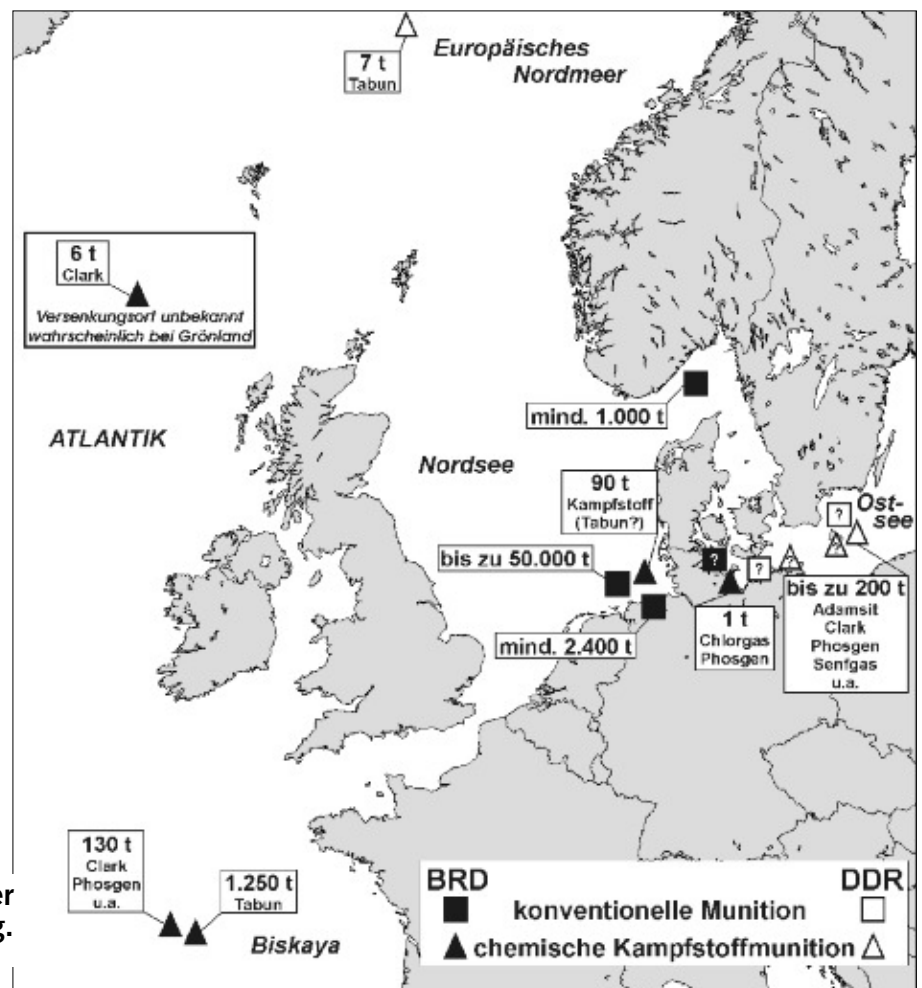 7 t
Tabun
Europäisches
Nordmeer
6 t
Clark
Versenkungsort unbekannt
wahrscheinlich bei Grönland
mind. 1.000 t
ATLANTIK
Nordsee
90 t
Kampfstoff
(Tabun?)
Ost-
see
?
?
?
?
?
bis zu 50.000 t
mind. 2.400 t
1 t
Chlorgas
Phosgen
bis zu 200 t
Adamsit
Clark
Phosgen
Senfgas
u.a.
130 t
Clark
Phosgen
u.a.
1.250 t
Tabun
Biskaya
er
g.
BRD DDR
konventionelle Munition
chemische Kampfstoffmunition